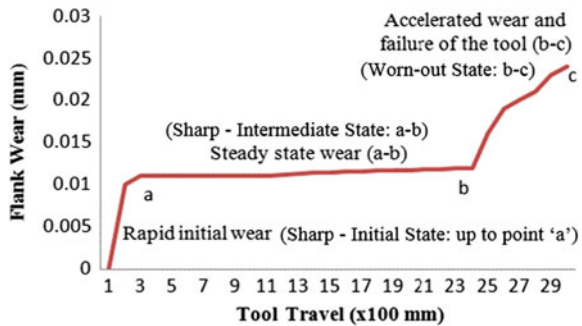 Flank Wear (mm)
0.03
0.025
0.02
0.015
0.01
0.005
0
Accelerated wear and
failure of the tool (b-c)
(Worn-out State: b-c)
c
(Sharp - Intermediate State: a-b)
Steady state wear (a-b)
a
b
Rapid initial wear (Sharp - Initial State: up to point ‘a’)
1 3 5 7 9 11 13 15 17 19 21 23 25 27 29
Tool Travel (x100 mm)